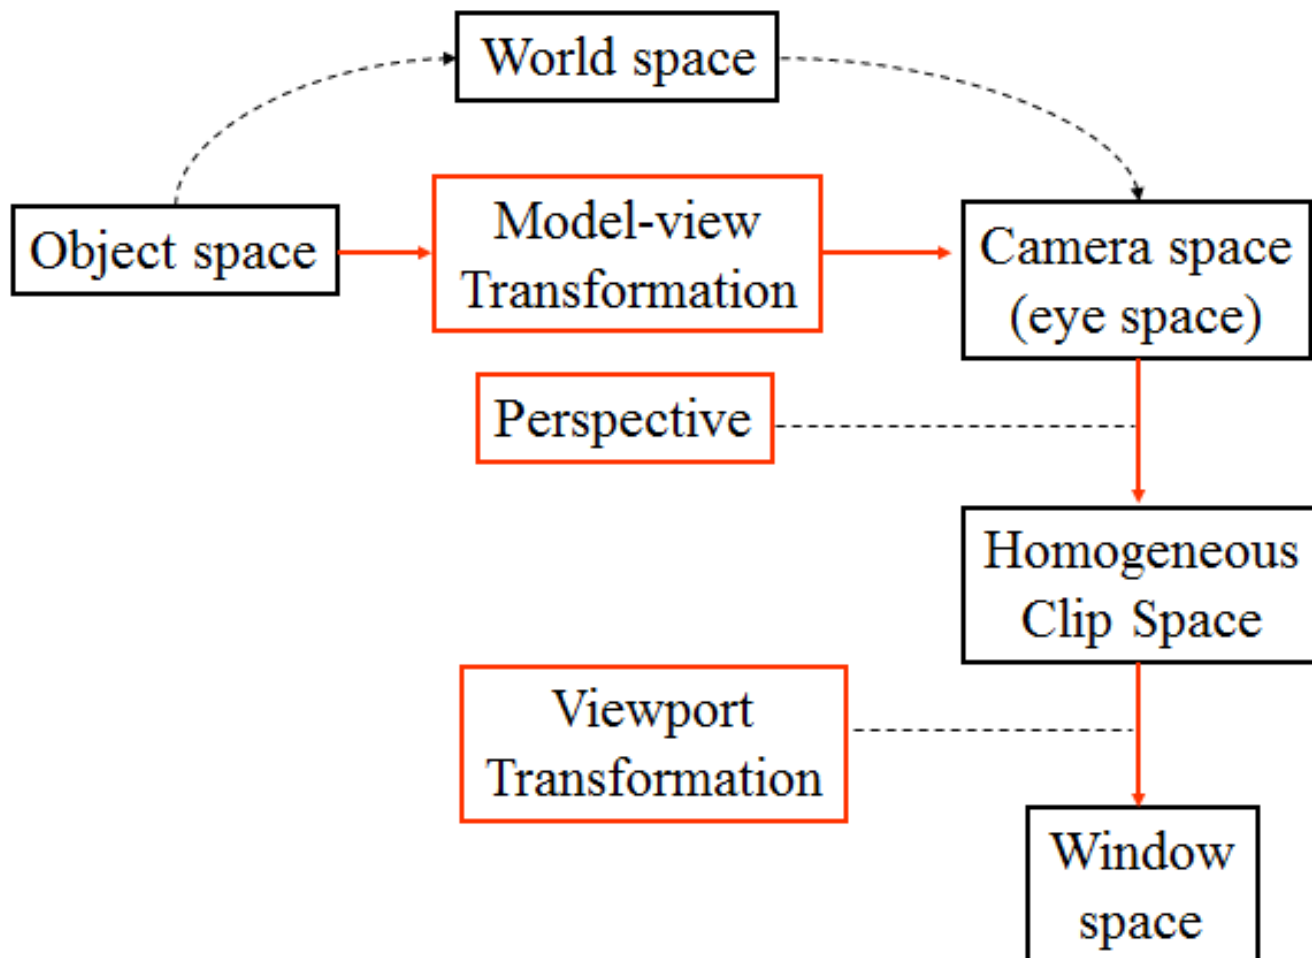 World space
Object space
Model-view
Transformation
Camera space
(eye space)
Perspective
Homogeneous
Clip Space
Viewport
Transformation
Window
space